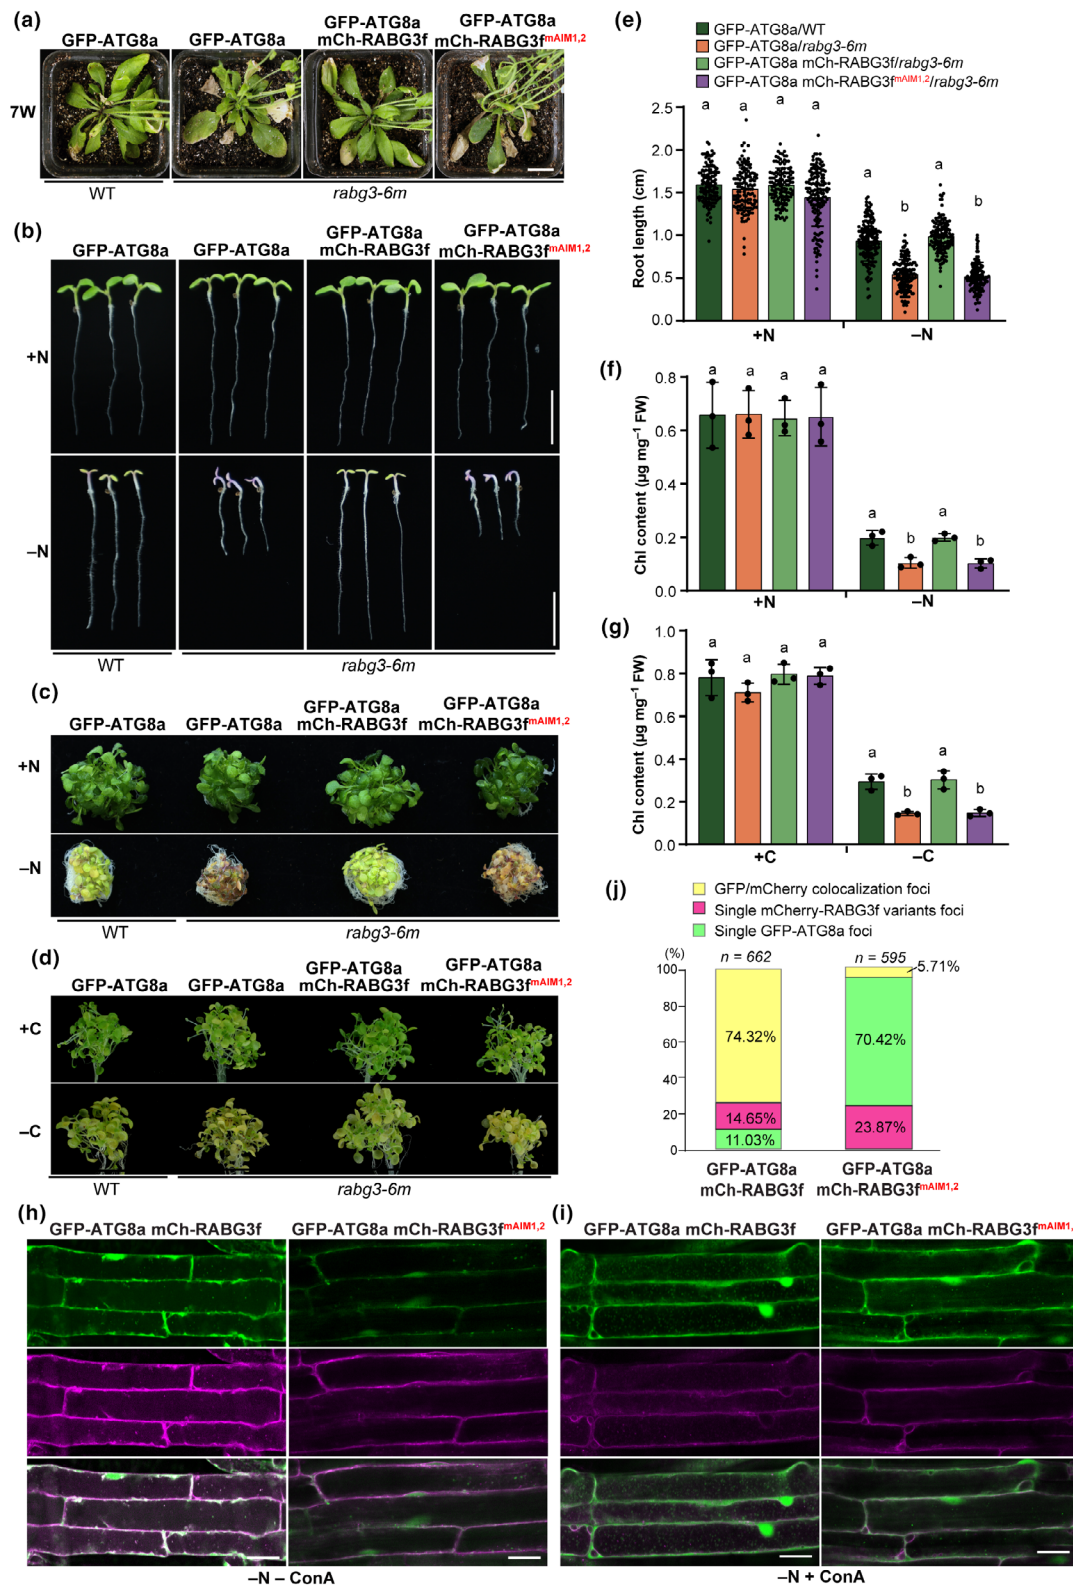 (a)
GFP-ATG8a
GFP-ATG8a
GFP-ATG8a
mCh-RABG3f
GFP-ATG8a
mCh-RABG3fmAIM1,2
7W
WT
rabg3-6m
(b)
GFP-ATG8a
GFP-ATG8a
GFP-ATG8a
mCh-RABG3f
GFP-ATG8a
mCh-RABG3fmAIM1,2
+N
–N
WT
rabg3-6m
(c)
GFP-ATG8a
GFP-ATG8a
GFP-ATG8a
mCh-RABG3f
GFP-ATG8a
mCh-RABG3fmAIM1,2
+N
–N
WT
rabg3-6m
(d)
GFP-ATG8a
GFP-ATG8a
GFP-ATG8a
mCh-RABG3f
GFP-ATG8a
mCh-RABG3fmAIM1,2
+C
–C
WT
rabg3-6m
(e)
GFP-ATG8a/WT
GFP-ATG8a/rabg3-6m
GFP-ATG8a mCh-RABG3f/rabg3-6m
GFP-ATG8a mCh-RABG3fmAIM1,2/rabg3-6m
Root length (cm)
2.5
2.0
1.5
1.0
0.5
0.0
a a a a a b a b
+N –N
(f)
Chl content (µg mg–1 FW)
0.8
0.6
0.4
0.2
0.0
a a a a a b a b
+N –N
(g)
Chl content (µg mg–1 FW)
1.0
0.8
0.6
0.4
0.2
0.0
a a a a a b a b
+C –C
(j)
GFP/mCherry colocalization foci
Single mCherry-RABG3f variants foci
Single GFP-ATG8a foci
(%)
n = 662
n = 595
100
80
60
40
20
0
74.32%
14.65%
11.03%
5.71%
70.42%
23.87%
GFP-ATG8a
mCh-RABG3f
GFP-ATG8a
mCh-RABG3fmAIM1,2
(h)
GFP-ATG8a mCh-RABG3f
GFP-ATG8a mCh-RABG3fmAIM1,2
–N – ConA
(i)
GFP-ATG8a mCh-RABG3f
GFP-ATG8a mCh-RABG3fmAIM1,
–N + ConA